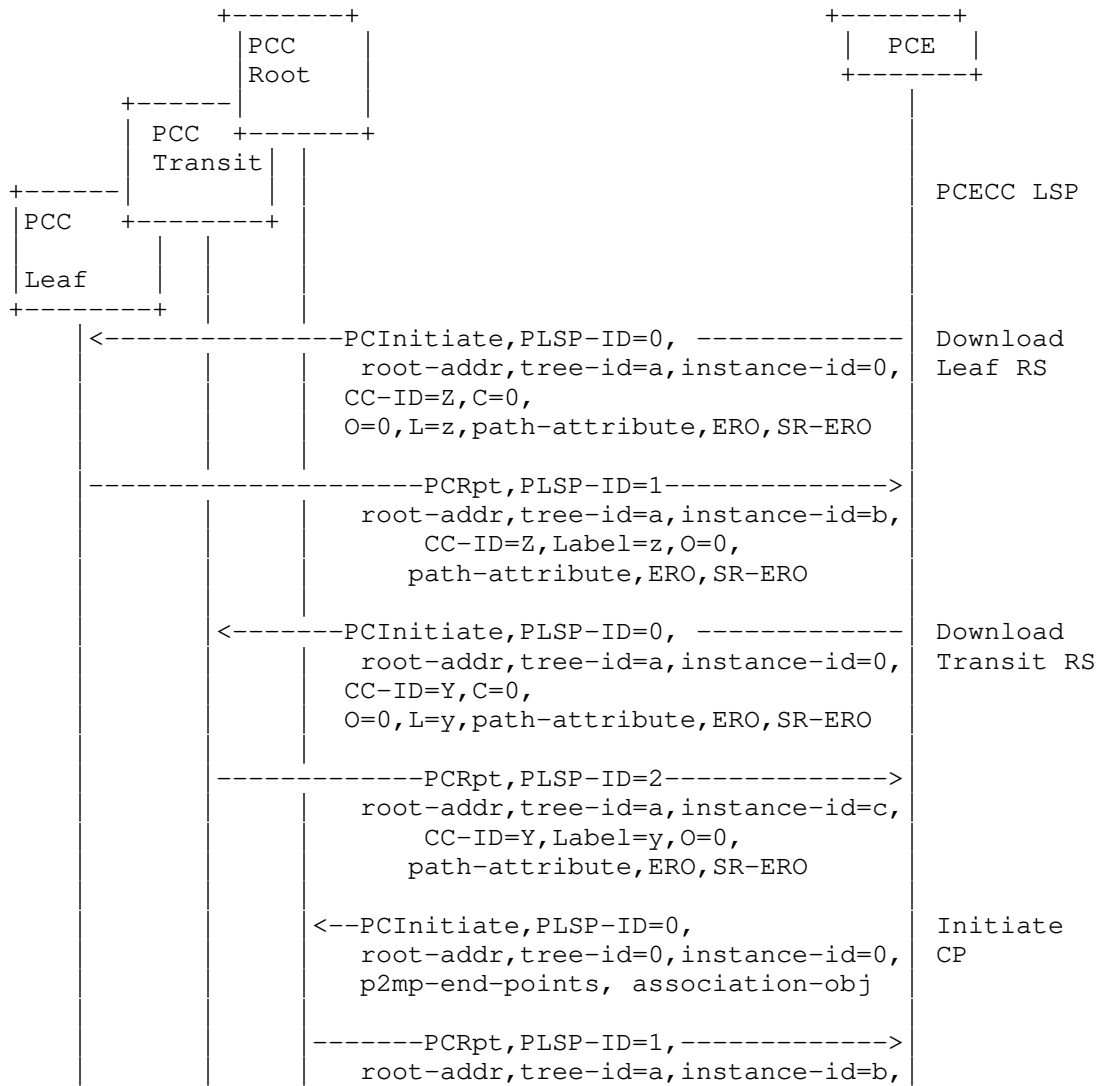 PCC
Root
PCE
PCC
Transit
PCECC LSP
PCC
Leaf
<---------------PCInitiate,PLSP-ID=0, ------------- Download
root-addr,tree-id=a,instance-id=0, Leaf RS
CC-ID=Z,C=0,
O=0,L=z,path-attribute,ERO,SR-ERO
---------------------PCRpt,PLSP-ID=1-------------->
root-addr,tree-id=a,instance-id=b,
CC-ID=Z,Label=z,O=0,
path-attribute,ERO,SR-ERO
<-------PCInitiate,PLSP-ID=0, ------------- Download
root-addr,tree-id=a,instance-id=0, Transit RS
CC-ID=Y,C=0,
O=0,L=y,path-attribute,ERO,SR-ERO
-------------PCRpt,PLSP-ID=2-------------->
root-addr,tree-id=a,instance-id=c,
CC-ID=Y,Label=y,O=0,
path-attribute,ERO,SR-ERO
<--PCInitiate,PLSP-ID=0, Initiate
root-addr,tree-id=0,instance-id=0, CP
p2mp-end-points, association-obj
-------PCRpt,PLSP-ID=1,------------->
root-addr,tree-id=a,instance-id=b,